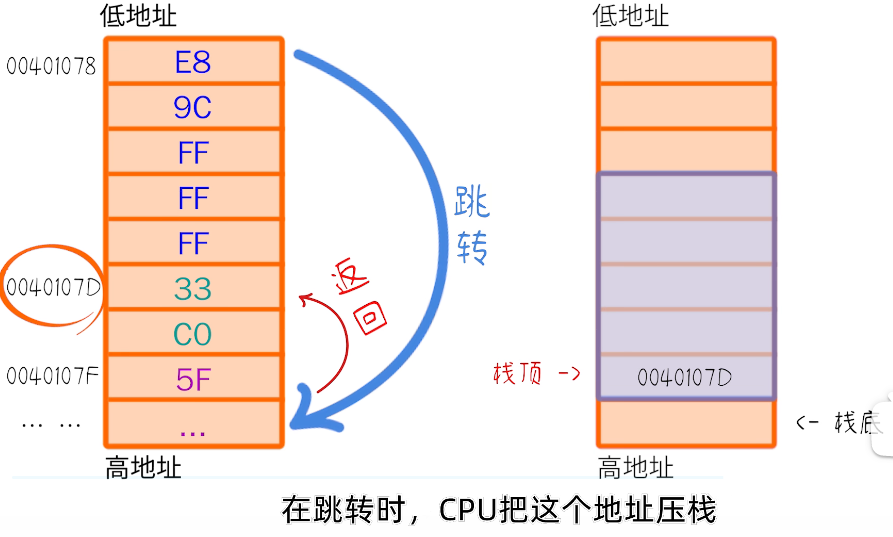 低地址
00401078
E8
9C
FF
FF
FF
0040107D
33
C0
0040107F
5F
... ...
...
高地址
跳转
返回
低地址
栈顶 ->
0040107D
<- 栈底
高地址
在跳转时，CPU把这个地址压栈